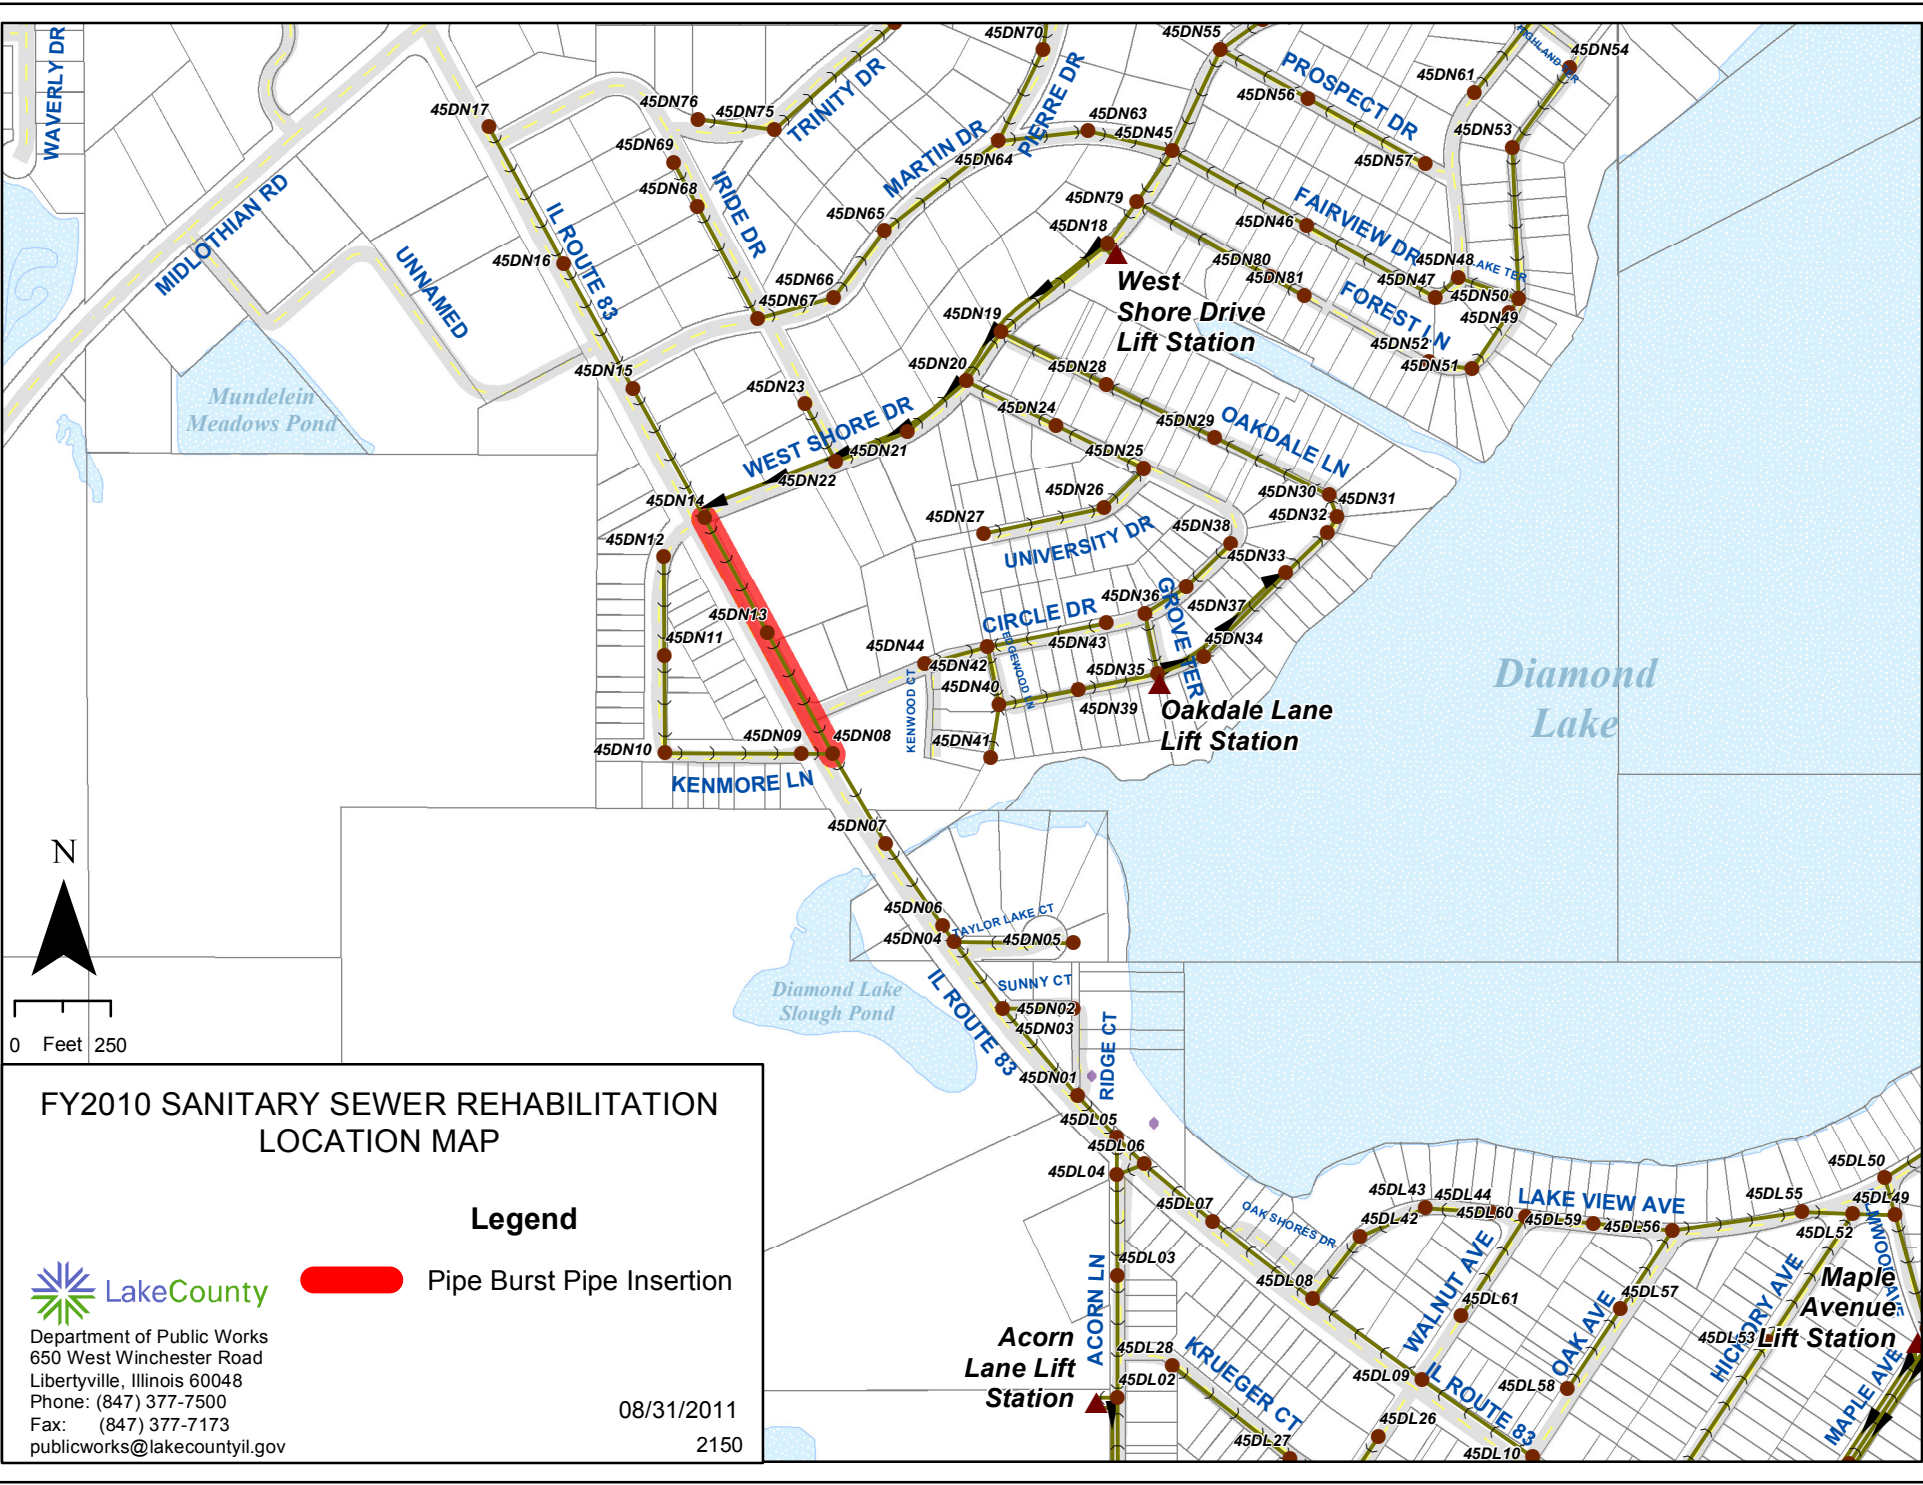 WAVERLY DR
45DN17
45DN76
45DN75
TRINITY DR
45DN70
PIERRE DR
45DN55
PROSPECT DR
45DN56
45DN61
45DN54
45DN69
45DN68
IRIDE DR
MARTIN DR
45DN64
45DN63
45DN45
45DN57
45DN53
MIDLOTHIAN RD
UNNAMED
IL ROUTE 83
45DN16
45DN65
45DN66
45DN67
45DN79
45DN18
45DN46
FAIRVIEW DR
45DN48
LAKE TER
45DN80
45DN81
45DN47
45DN50
45DN49
FOREST LN
45DN52
45DN51
West
Shore Drive
Lift Station
45DN19
45DN20
45DN15
45DN23
45DN28
45DN24
45DN29
OAKDALE LN
Mundelein
Meadows Pond
WEST SHORE DR
45DN21
45DN22
45DN25
45DN14
45DN26
45DN30
45DN31
45DN32
45DN27
UNIVERSITY DR
45DN38
45DN33
45DN12
45DN13
45DN11
CIRCLE DR
45DN36
GROVE TER
45DN37
45DN34
45DN44
45DN42
45DN43
EDGEWOOD LN
45DN35
45DN40
45DN39
KENWOOD CT
45DN41
Oakdale Lane
Lift Station
Diamond
Lake
45DN10
45DN09
45DN08
KENMORE LN
45DN07
N
45DN06
45DN04
TAYLOR LAKE CT
45DN05
Diamond Lake
Slough Pond
IL ROUTE 83
SUNNY CT
45DN02
45DN03
RIDGE CT
45DN01
0 Feet 250
45DL05
45DL06
45DL04
45DL07
OAK SHORES DR
45DL43
45DL44
45DL42
45DL60
LAKE VIEW AVE
45DL59
45DL56
45DL55
45DL50
45DL49
45DL52
45DL03
ACORN LN
45DL08
WALNUT AVE
45DL61
OAK AVE
45DL57
HICKORY AVE
45DL53
Maple
Avenue
Lift Station
MAPLE AVE
Acorn
Lane Lift
Station
45DL28
45DL02
KRUEGER CT
45DL27
45DL09
IL ROUTE 83
45DL58
45DL26
45DL10
FY2010 SANITARY SEWER REHABILITATION
LOCATION MAP
Legend
Pipe Burst Pipe Insertion
LakeCounty
Department of Public Works
650 West Winchester Road
Libertyville, Illinois 60048
Phone: (847) 377-7500
Fax: (847) 377-7173
publicworks@lakecountyil.gov
08/31/2011
2150